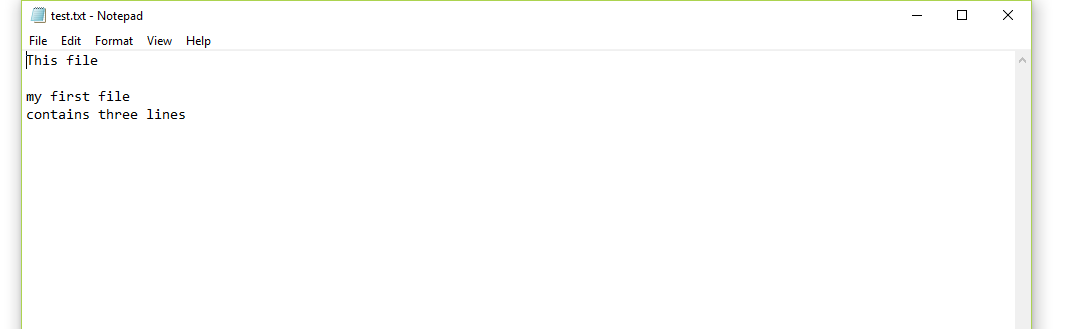 test.txt - Notepad
File Edit Format View Help
This file

my first file
contains three lines